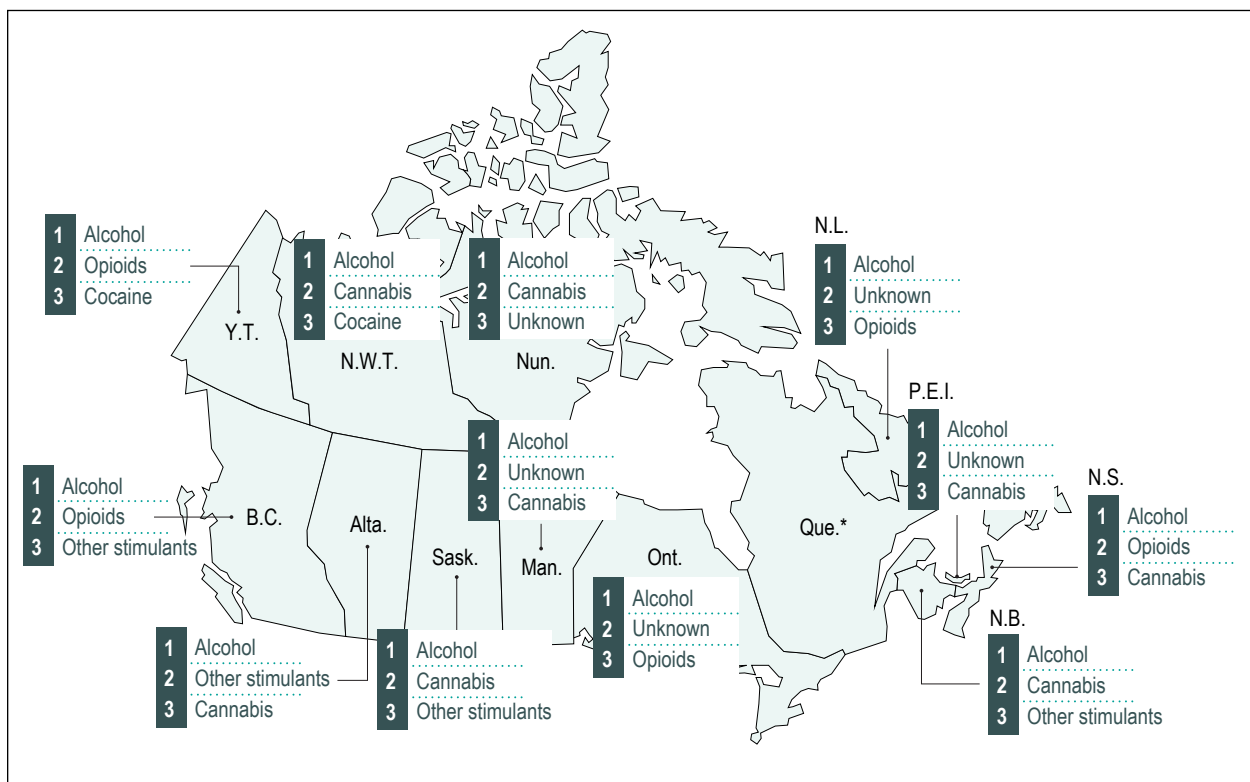 1 Alcohol
2 Opioids
3 Cocaine
Y.T.
1 Alcohol
2 Cannabis
3 Cocaine
N.W.T.
1 Alcohol
2 Cannabis
3 Unknown
Nun.
N.L.
1 Alcohol
2 Unknown
3 Opioids
P.E.I.
1 Alcohol
2 Unknown
3 Cannabis
N.S.
1 Alcohol
2 Opioids
3 Cannabis
1 Alcohol
2 Opioids
3 Other stimulants
B.C.
Alta.
Sask.
1 Alcohol
2 Unknown
3 Cannabis
Man.
Ont.
Que.*
1 Alcohol
2 Other stimulants
3 Cannabis
1 Alcohol
2 Cannabis
3 Other stimulants
1 Alcohol
2 Unknown
3 Opioids
N.B.
1 Alcohol
2 Cannabis
3 Other stimulants